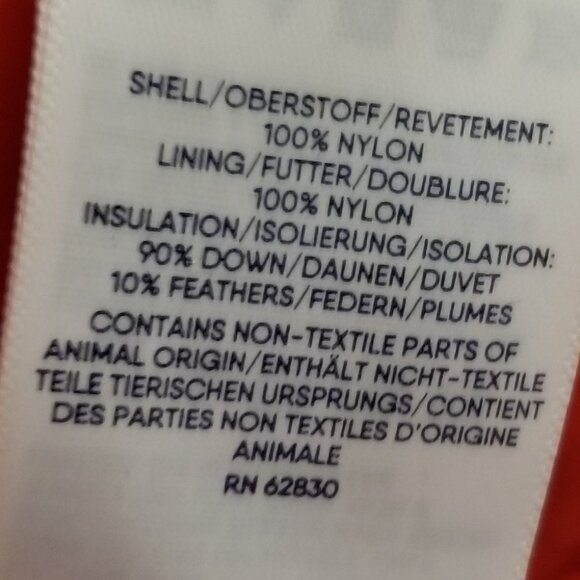 SHELL/OBERSTOFF/REVETEMENT:
100% NYLON
LINING/FUTTER/DOUBLURE:
100% NYLON
INSULATION/ISOLIERUNG/ISOLATION:
90% DOWN/DAUNEN/DUVET
10% FEATHERS/FEDERN/PLUMES
CONTAINS NON-TEXTILE PARTS OF
ANIMAL ORIGIN/ENTHÄLT NICHT-TEXTILE
TEILE TIERISCHEN URSPRUNGS/CONTIENT
DES PARTIES NON TEXTILES D'ORIGINE
ANIMALE
RN 62830